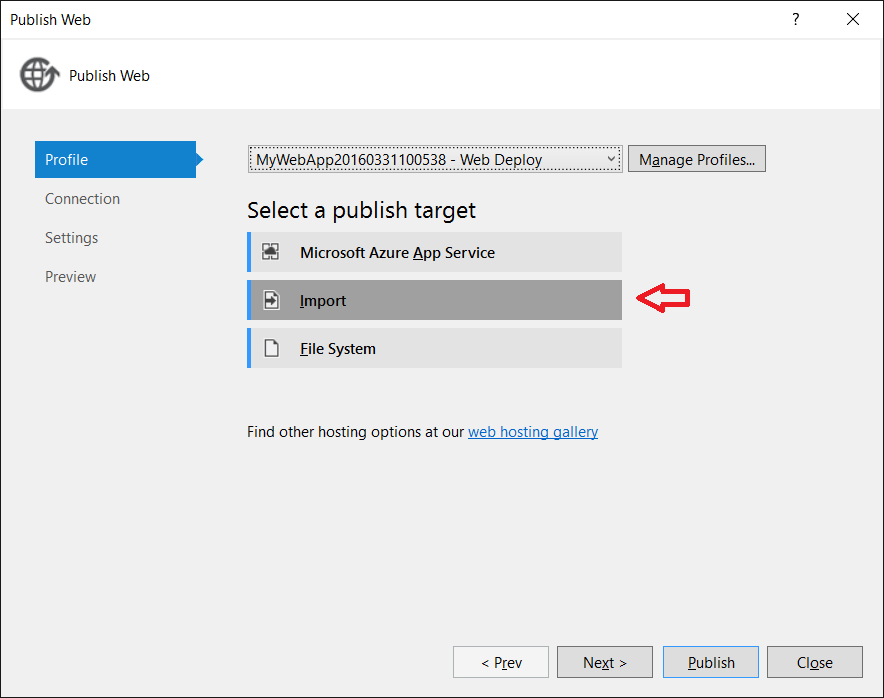 Publish Web
?
Publish Web
Profile
Connection
Settings
Preview
MyWebApp20160331100538 - Web Deploy
Manage Profiles...
Select a publish target
Microsoft Azure App Service
Import
File System
Find other hosting options at our web hosting gallery
< Prev
Next >
Publish
Close